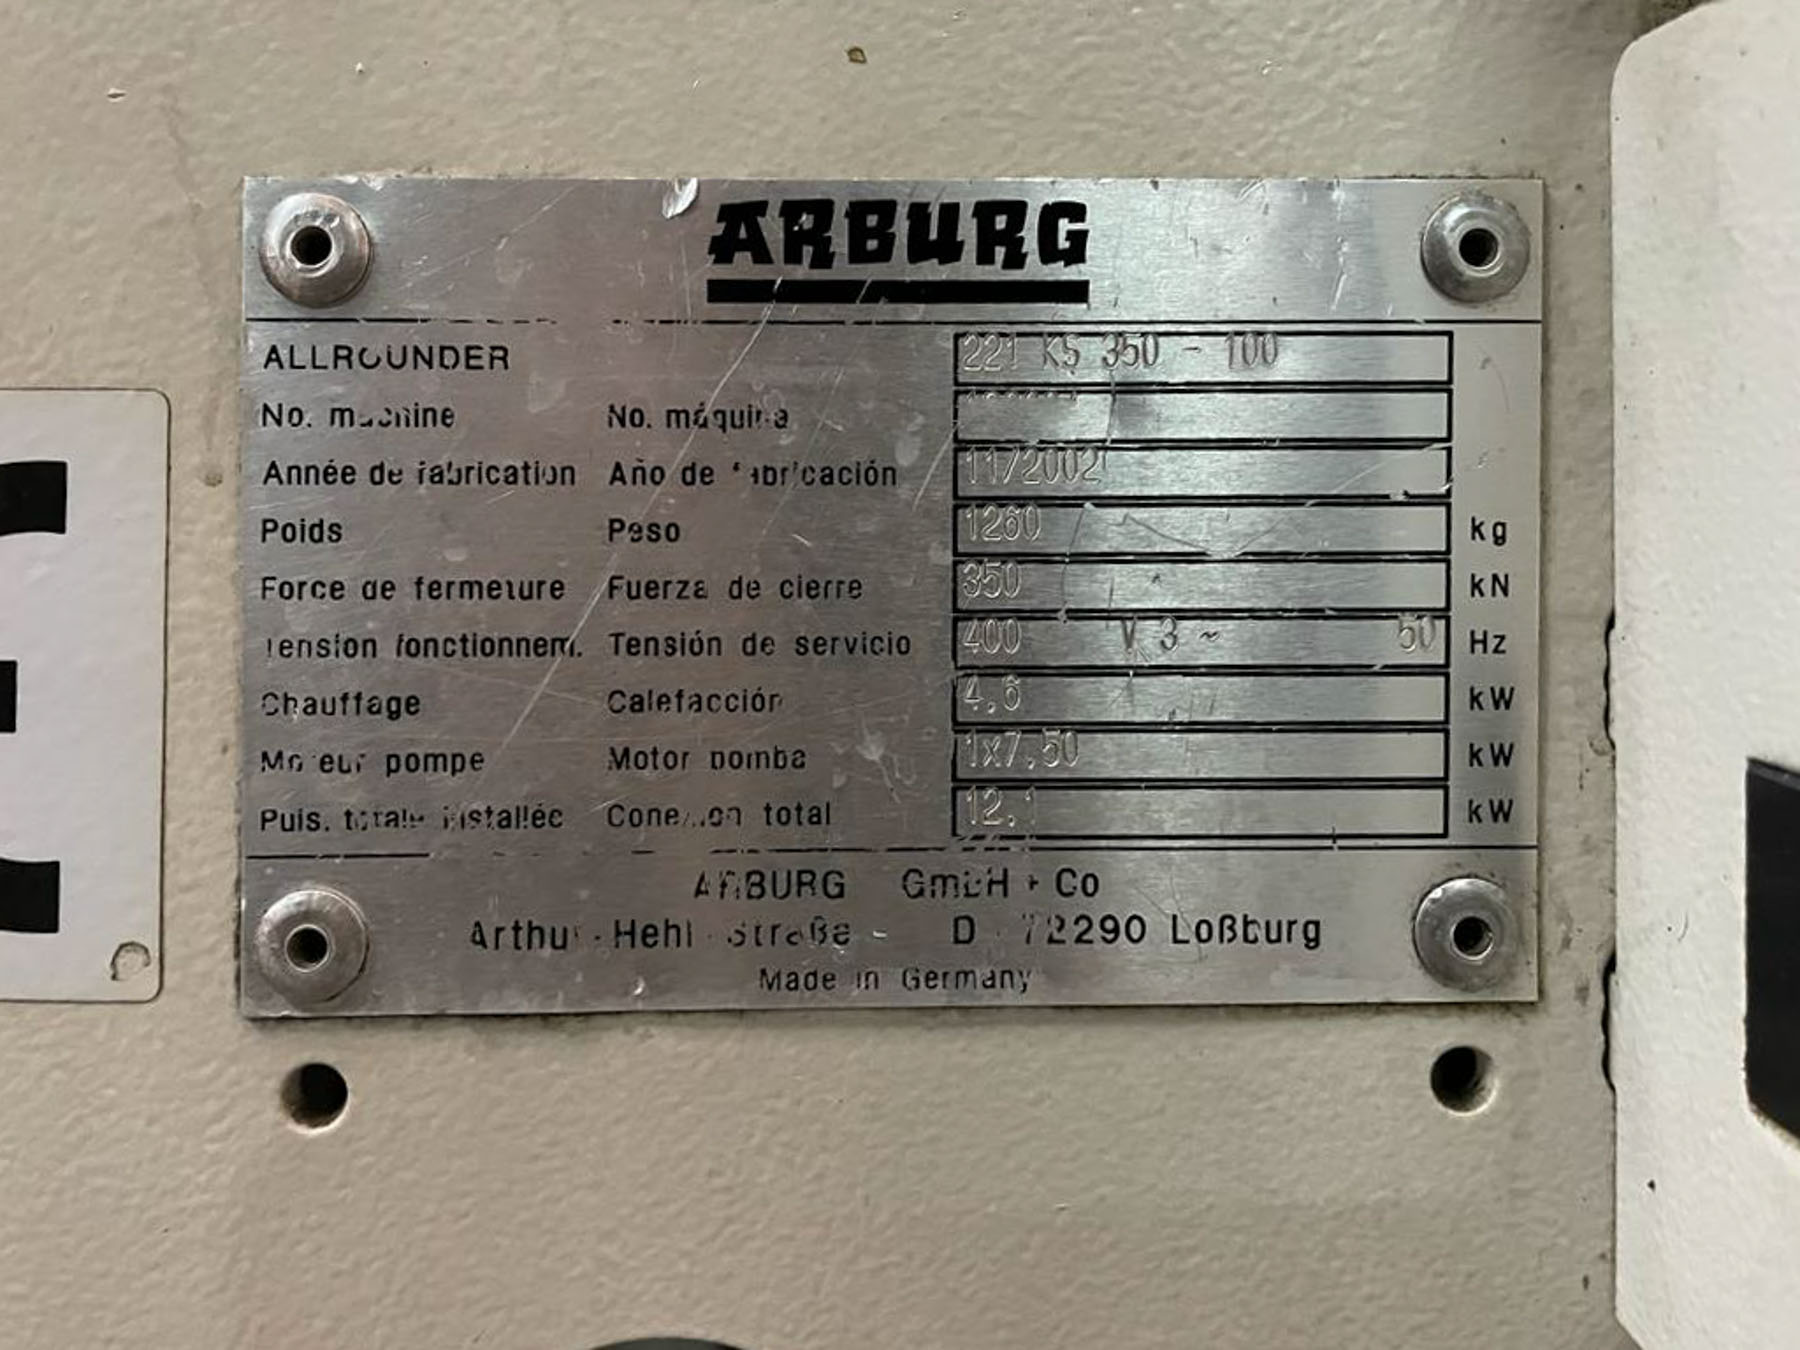 ARBURG
ALLROUNDER 221 KS 350 - 100
No. machine No. máquina
Année de fabrication Año de fabricación 11/2002
Poids Peso 1260 kg
Force de fermeture Fuerza de cierre 350 kN
Tension fonctionnem. Tensión de servicio 400 V 3 ~ 50 Hz
Chauffage Calefacción 4,6 kW
Moteur pompe Motor bomba 1x7,50 kW
Puis. totale installée Conexion total 12,1 kW
ARBURG GmbH + Co
Arthur - Hehl - Straße - D - 72290 Loßburg
Made in Germany